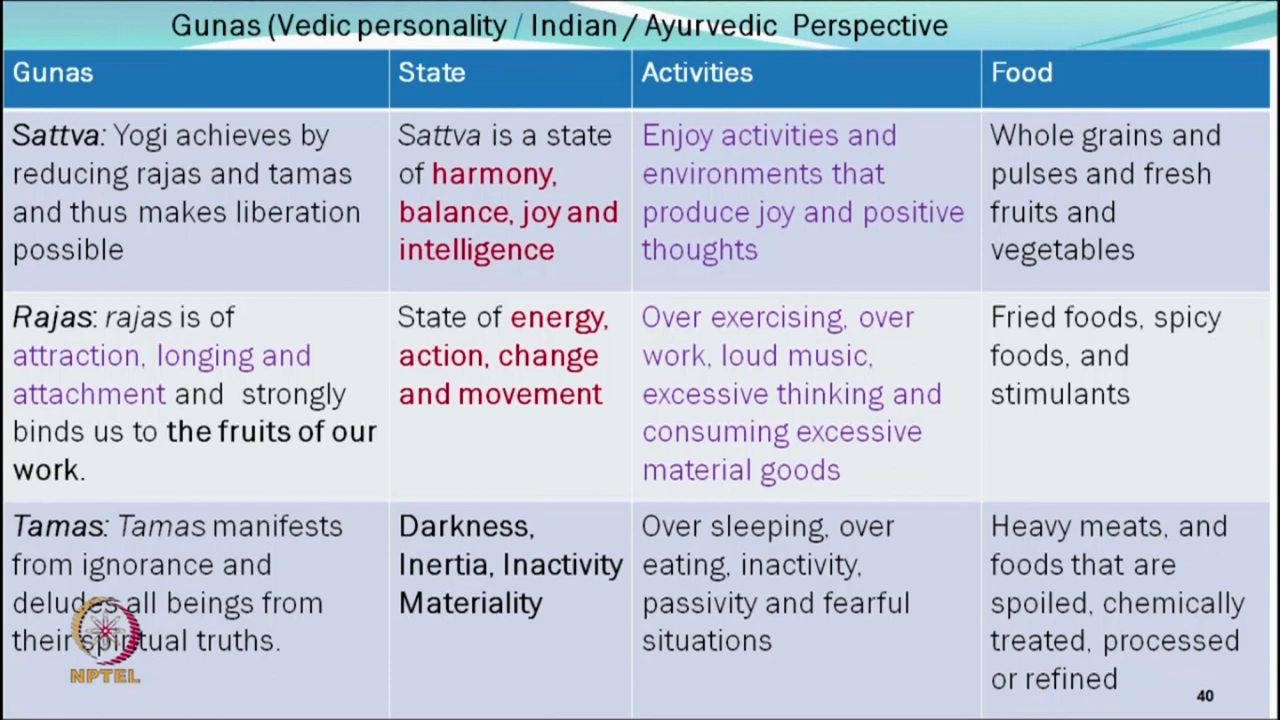 Gunas (Vedic personality / Indian / Ayurvedic Perspective
Gunas
State
Activities
Food
Sattva: Yogi achieves by
reducing rajas and tamas
and thus makes liberation
possible
Sattva is a state
of harmony,
balance, joy and
intelligence
Enjoy activities and
environments that
produce joy and positive
thoughts
Whole grains and
pulses and fresh
fruits and
vegetables
Rajas: rajas is of
attraction, longing and
attachment and strongly
binds us to the fruits of our
work.
State of energy,
action, change
and movement
Over exercising, over
work, loud music,
excessive thinking and
consuming excessive
material goods
Fried foods, spicy
foods, and
stimulants
Tamas: Tamas manifests
from ignorance and
deludes all beings from
their spiritual truths.
Darkness,
Inertia, Inactivity
Materiality
Over sleeping, over
eating, inactivity,
passivity and fearful
situations
Heavy meats, and
foods that are
spoiled, chemically
treated, processed
or refined
NPTEL
40